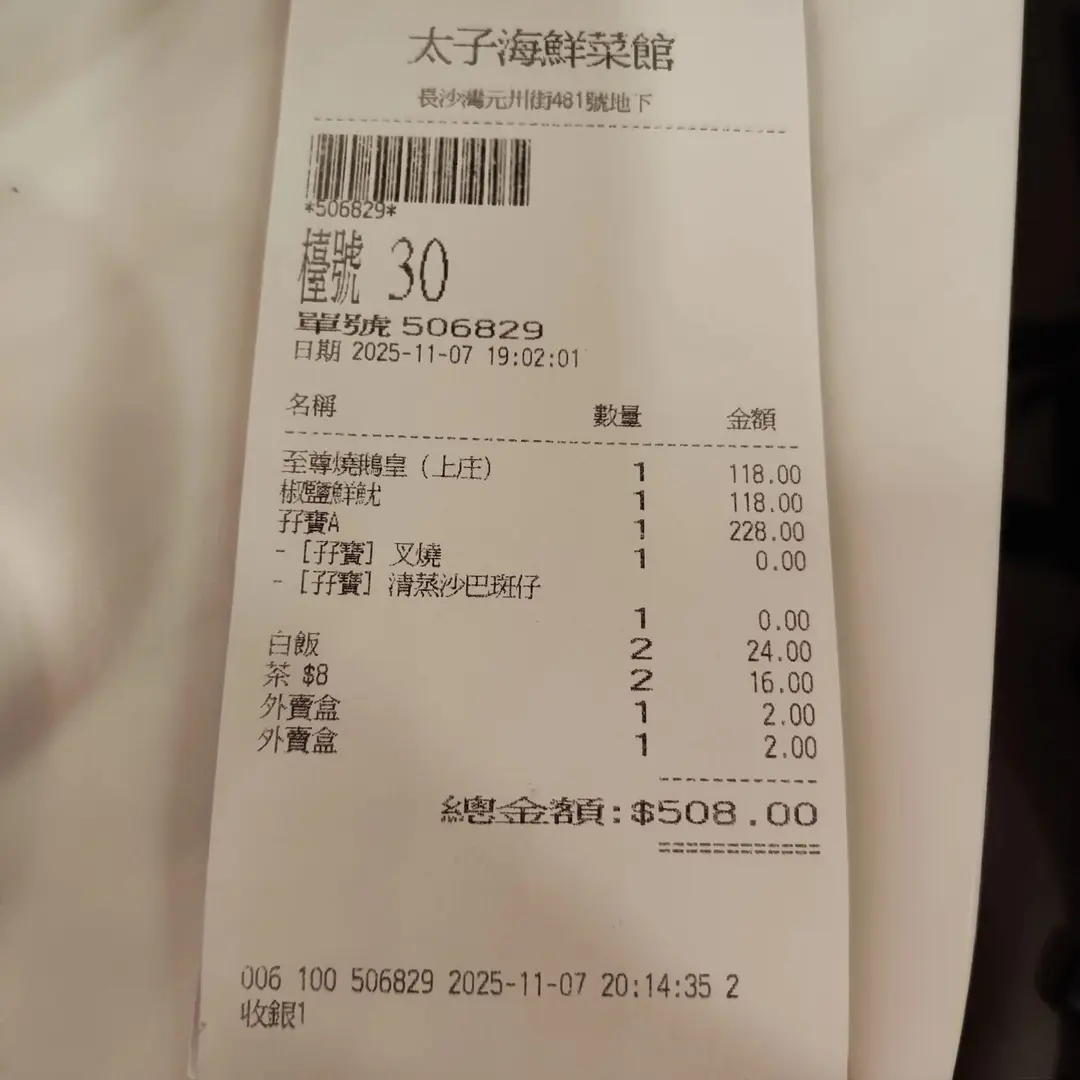 太子海鮮菜館
長沙灣元州街481號地下
*506829*
檯號 30
單號 506829
日期 2025-11-07 19:02:01
名稱 數量 金額
至尊燒鵝皇（上庄） 1 118.00
椒鹽鮮魷 1 118.00
孖寶A 1 228.00
- [孖寶] 叉燒 1 0.00
- [孖寶] 清蒸沙巴斑仔
1 0.00
白飯 2 24.00
茶 $8 2 16.00
外賣盒 1 2.00
外賣盒 1 2.00
總金額:$508.00
006 100 506829 2025-11-07 20:14:35 2
收銀1